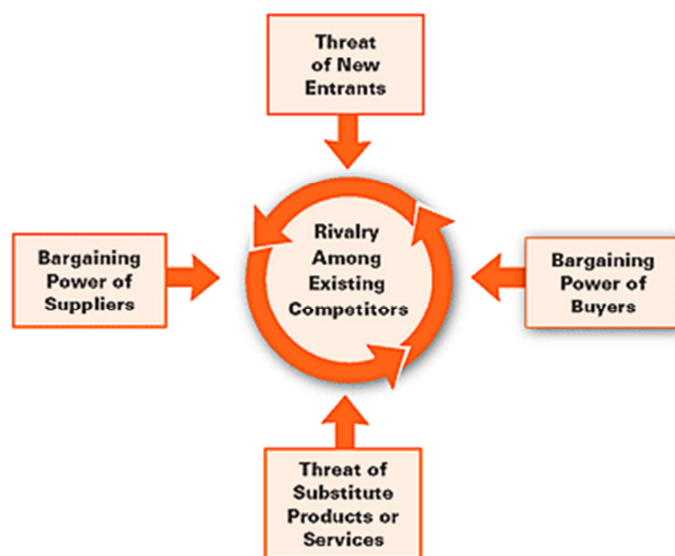 Threat
of New
Entrants
Bargaining
Power of
Suppliers
Rivalry
Among
Existing
Competitors
Bargaining
Power of
Buyers
Threat of
Substitute
Products or
Services